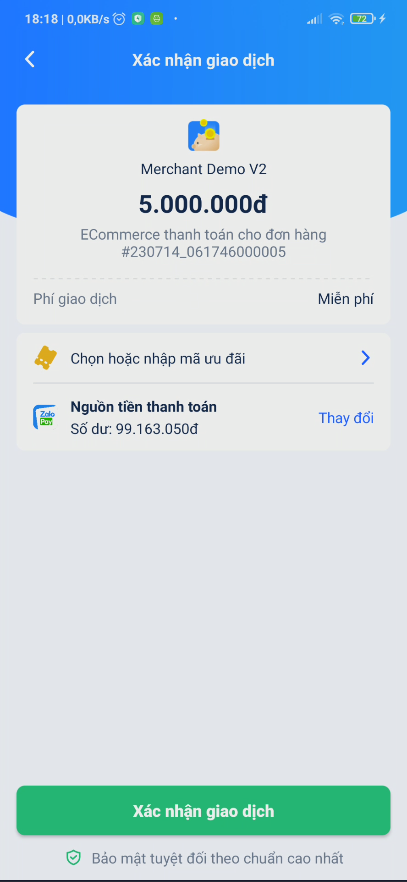 18:18 | 0,0KB/s
72
Xác nhận giao dịch
Merchant Demo V2
5.000.000đ
ECommerce thanh toán cho đơn hàng
#230714_061746000005
Phí giao dịch Miễn phí
Chọn hoặc nhập mã ưu đãi
Nguồn tiền thanh toán
Zalo
Pay
Số dư: 99.163.050đ
Thay đổi
Xác nhận giao dịch
Bảo mật tuyệt đối theo chuẩn cao nhất